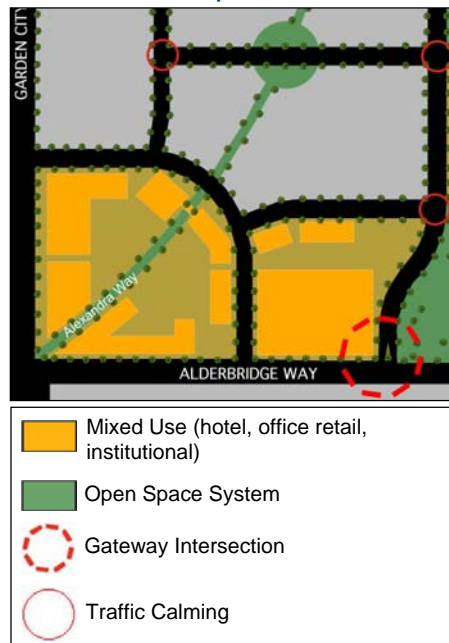 GARDEN CITY
Alexandra Way
ALDERBRIDGE WAY
Mixed Use (hotel, office retail,
institutional)
Open Space System
Gateway Intersection
Traffic Calming